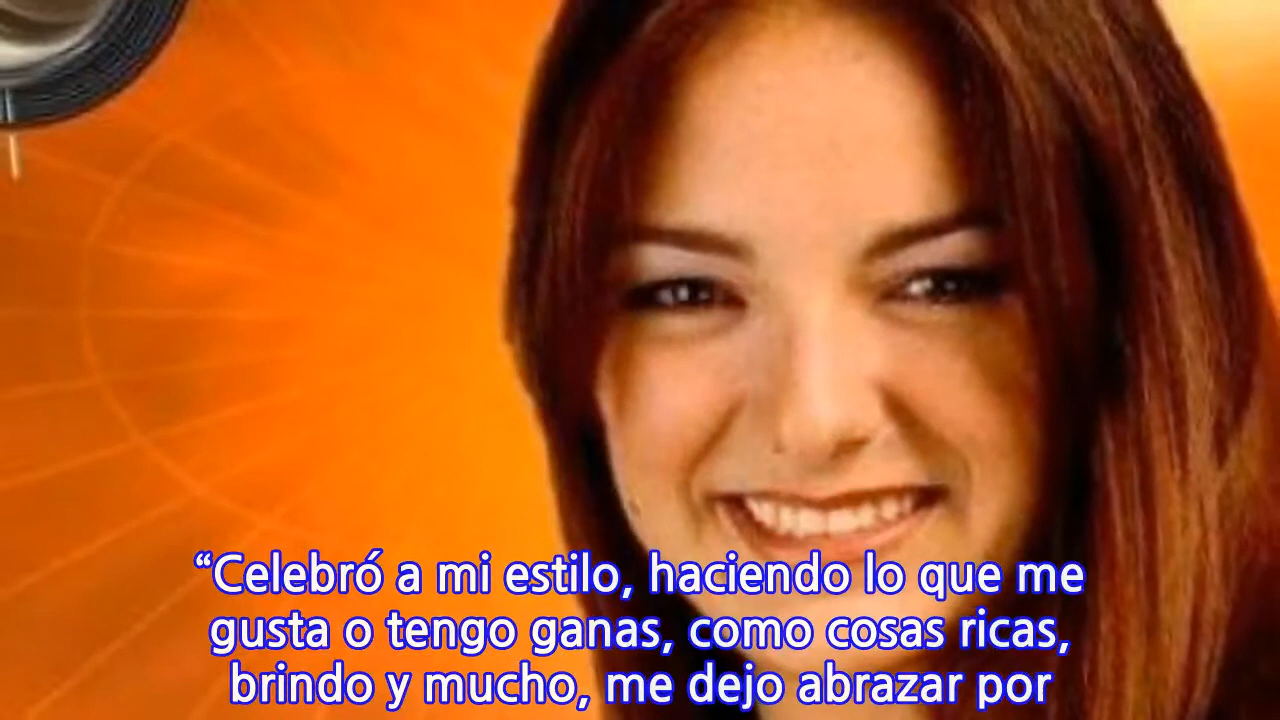 “Celebró a mi estilo, haciendo lo que me
gusta o tengo ganas, como cosas ricas,
brindo y mucho, me dejo abrazar por